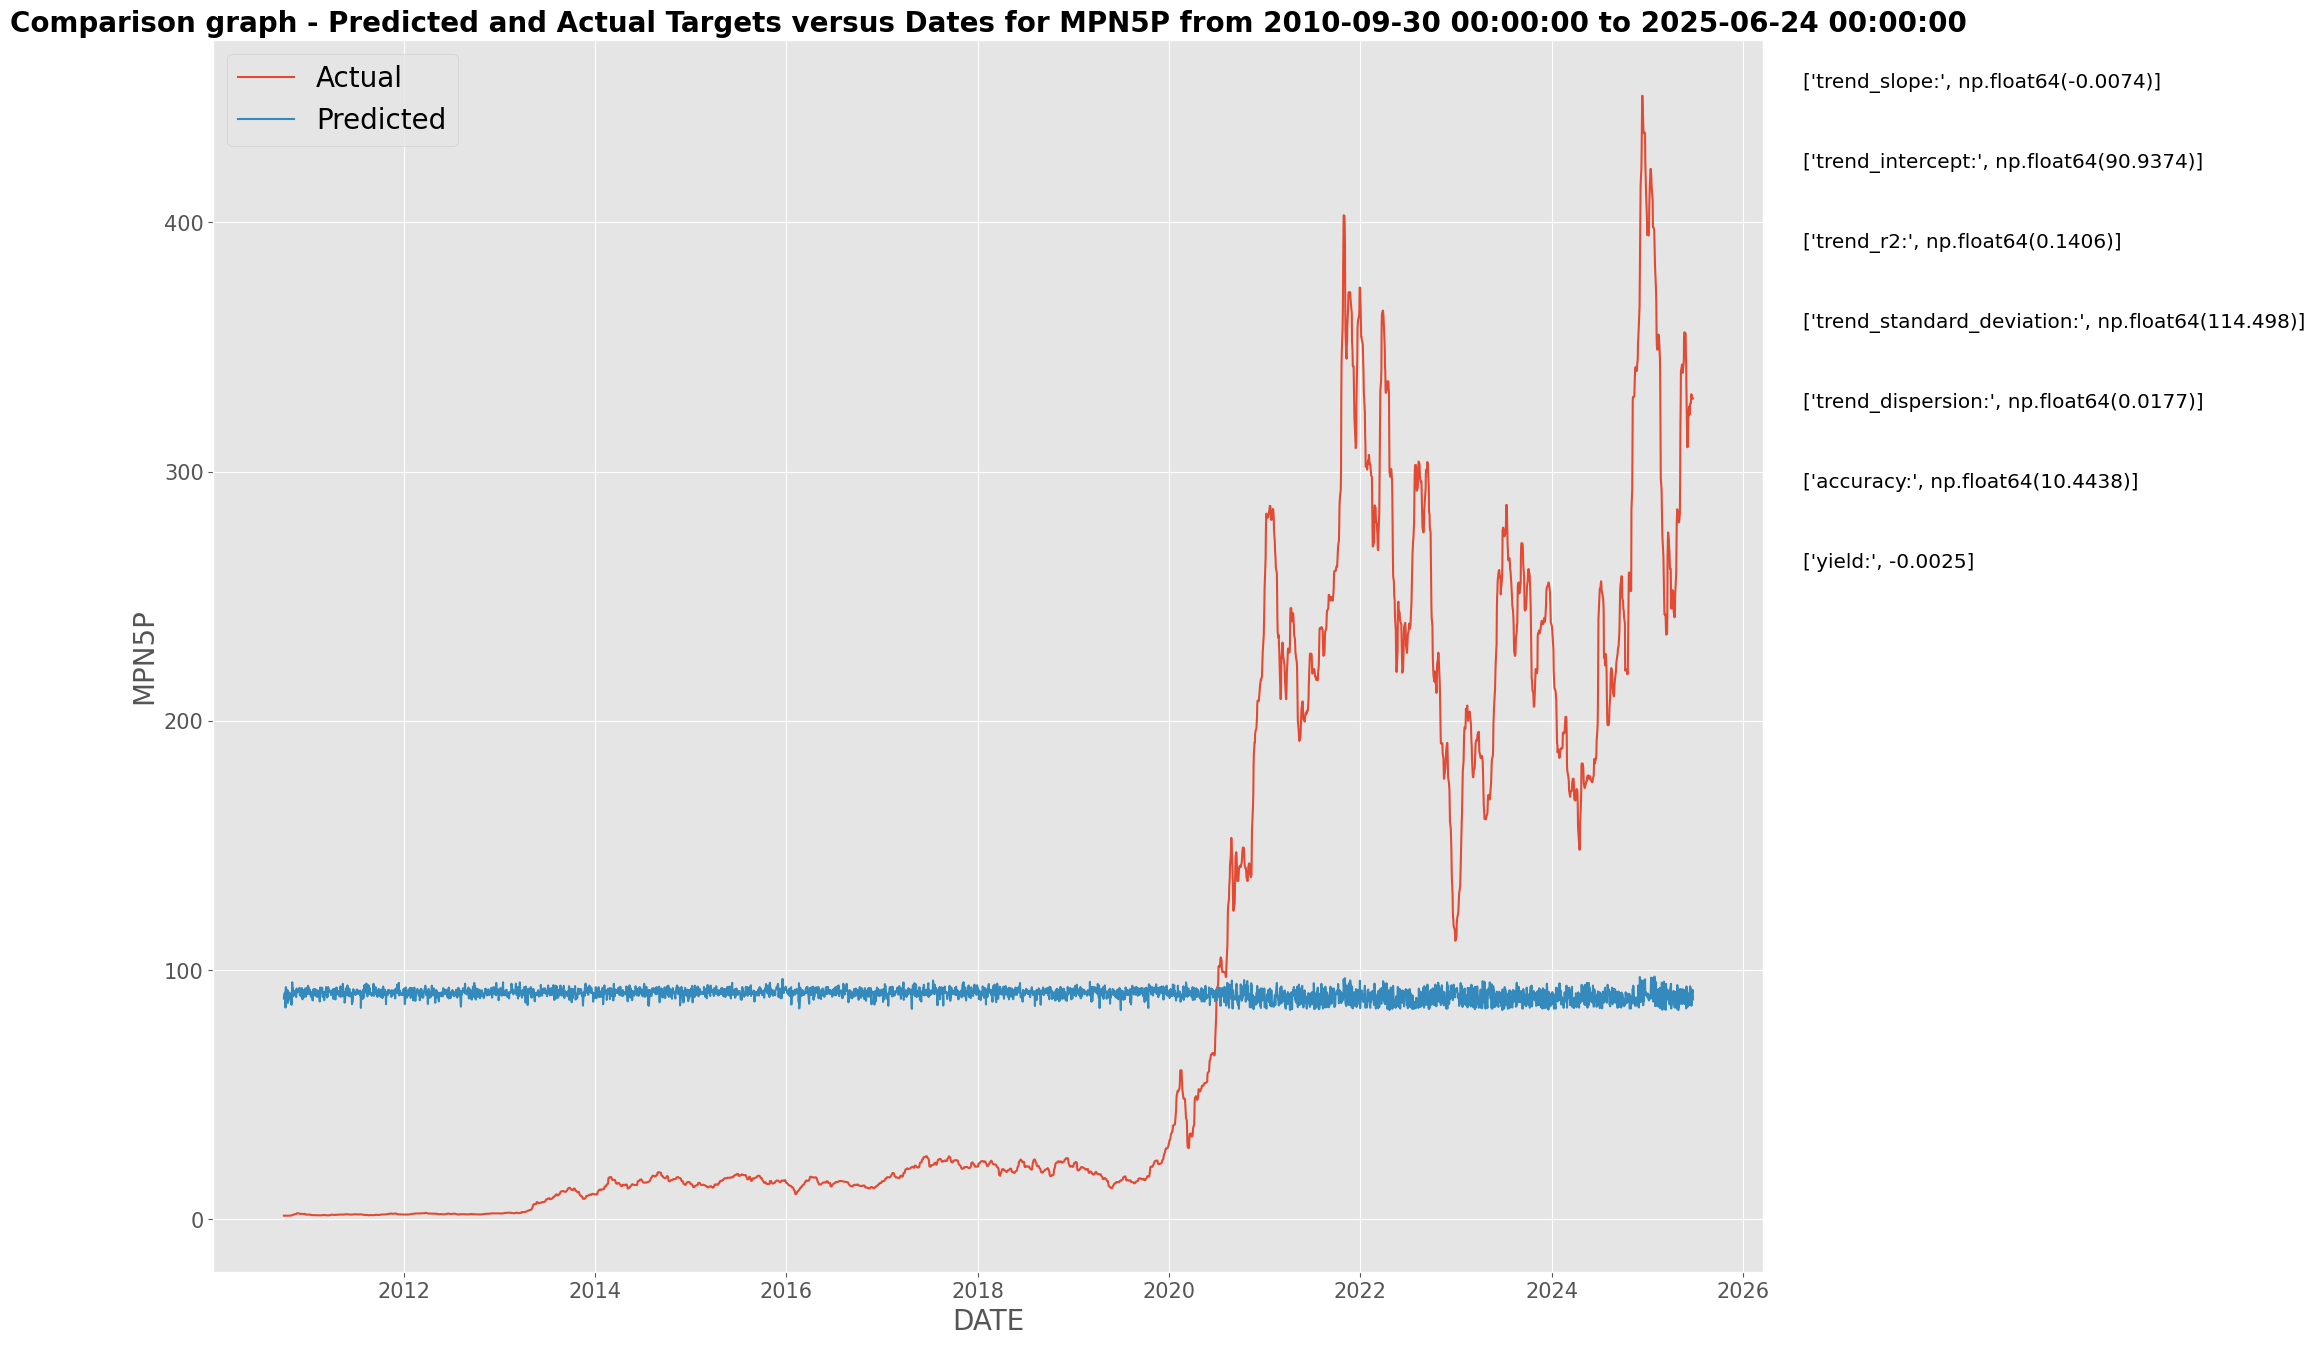 Comparison graph - Predicted and Actual Targets versus Dates for MPN5P from 2010-09-30 00:00:00 to 2025-06-24 00:00:00
Actual
Predicted
['trend_slope:', np.float64(-0.0074)]
['trend_intercept:', np.float64(90.9374)]
['trend_r2:', np.float64(0.1406)]
['trend_standard_deviation:', np.float64(114.498)]
['trend_dispersion:', np.float64(0.0177)]
['accuracy:', np.float64(10.4438)]
['yield:', -0.0025]
MPN5P
400
300
200
100
0
2012 2014 2016 2018 2020 2022 2024 2026
DATE